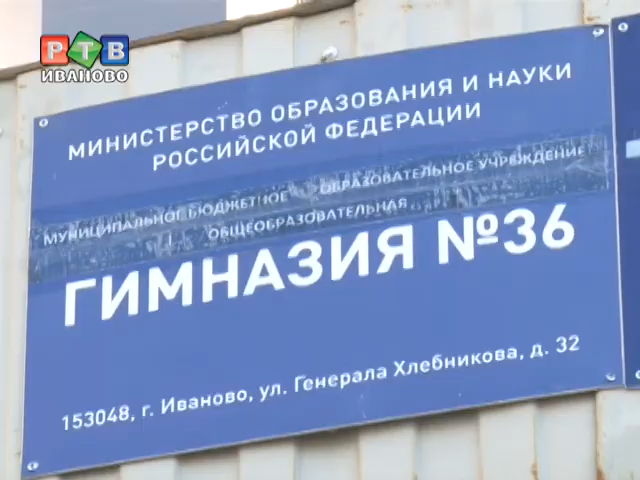 РТВ
ИВАНОВО
МИНИСТЕРСТВО ОБРАЗОВАНИЯ И НАУКИ
РОССИЙСКОЙ ФЕДЕРАЦИИ
МУНИЦИПАЛЬНОЕ БЮДЖЕТНОЕ ОБРАЗОВАТЕЛЬНОЕ УЧРЕЖДЕНИЕ
ОБЩЕОБРАЗОВАТЕЛЬНАЯ
ГИМНАЗИЯ №36
153048, г. Иваново, ул. Генерала Хлебникова, д. 32